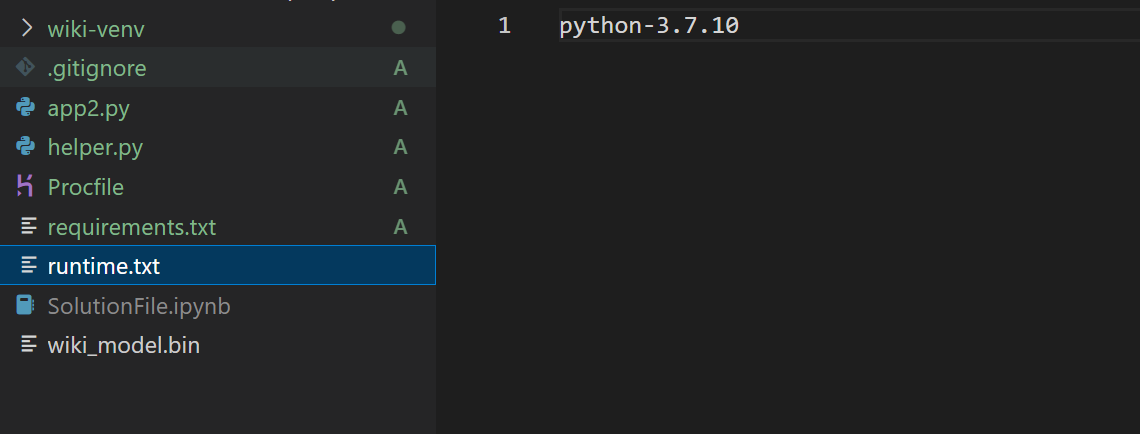 wiki-venv
.gitignore A
app2.py A
helper.py A
Procfile A
requirements.txt A
runtime.txt
SolutionFile.ipynb
wiki_model.bin
1 python-3.7.10